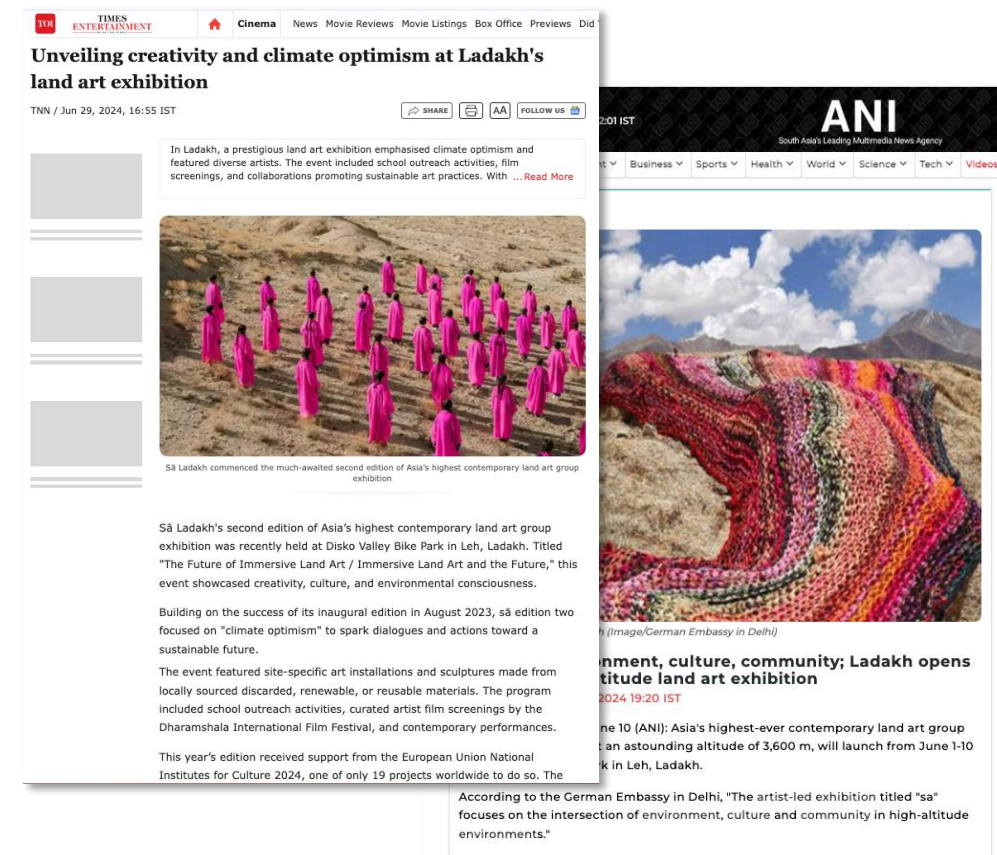 TOI
TIMES
ENTERTAINMENT
Cinema
News Movie Reviews Movie Listings Box Office Previews Did
Unveiling creativity and climate optimism at Ladakh's
land art exhibition
TNN / Jun 29, 2024, 16:55 IST
SHARE
AA
FOLLOW US
In Ladakh, a prestigious land art exhibition emphasised climate optimism and
featured diverse artists. The event included school outreach activities, film
screenings, and collaborations promoting sustainable art practices. With ...Read More
Sā Ladakh commenced the much-awaited second edition of Asia's highest contemporary land art group
exhibition
Sā Ladakh's second edition of Asia's highest contemporary land art group
exhibition was recently held at Disko Valley Bike Park in Leh, Ladakh. Titled
"The Future of Immersive Land Art / Immersive Land Art and the Future," this
event showcased creativity, culture, and environmental consciousness.
Building on the success of its inaugural edition in August 2023, sā edition two
focused on "climate optimism" to spark dialogues and actions toward a
sustainable future.
The event featured site-specific art installations and sculptures made from
locally sourced discarded, renewable, or reusable materials. The program
included school outreach activities, curated artist film screenings by the
Dharamshala International Film Festival, and contemporary performances.
This year's edition received support from the European Union National
Institutes for Culture 2024, one of only 19 projects worldwide to do so. The
2:01 IST
ANI
South Asia's Leading Multimedia News Agency
Business Sports Health World Science Tech Videos
(Image/German Embassy in Delhi)
nment, culture, community; Ladakh opens
titude land art exhibition
2024 19:20 IST
ne 10 (ANI): Asia's highest-ever contemporary land art group
t an astounding altitude of 3,600 m, will launch from June 1-10
k in Leh, Ladakh.
According to the German Embassy in Delhi, "The artist-led exhibition titled "sa"
focuses on the intersection of environment, culture and community in high-altitude
environments."